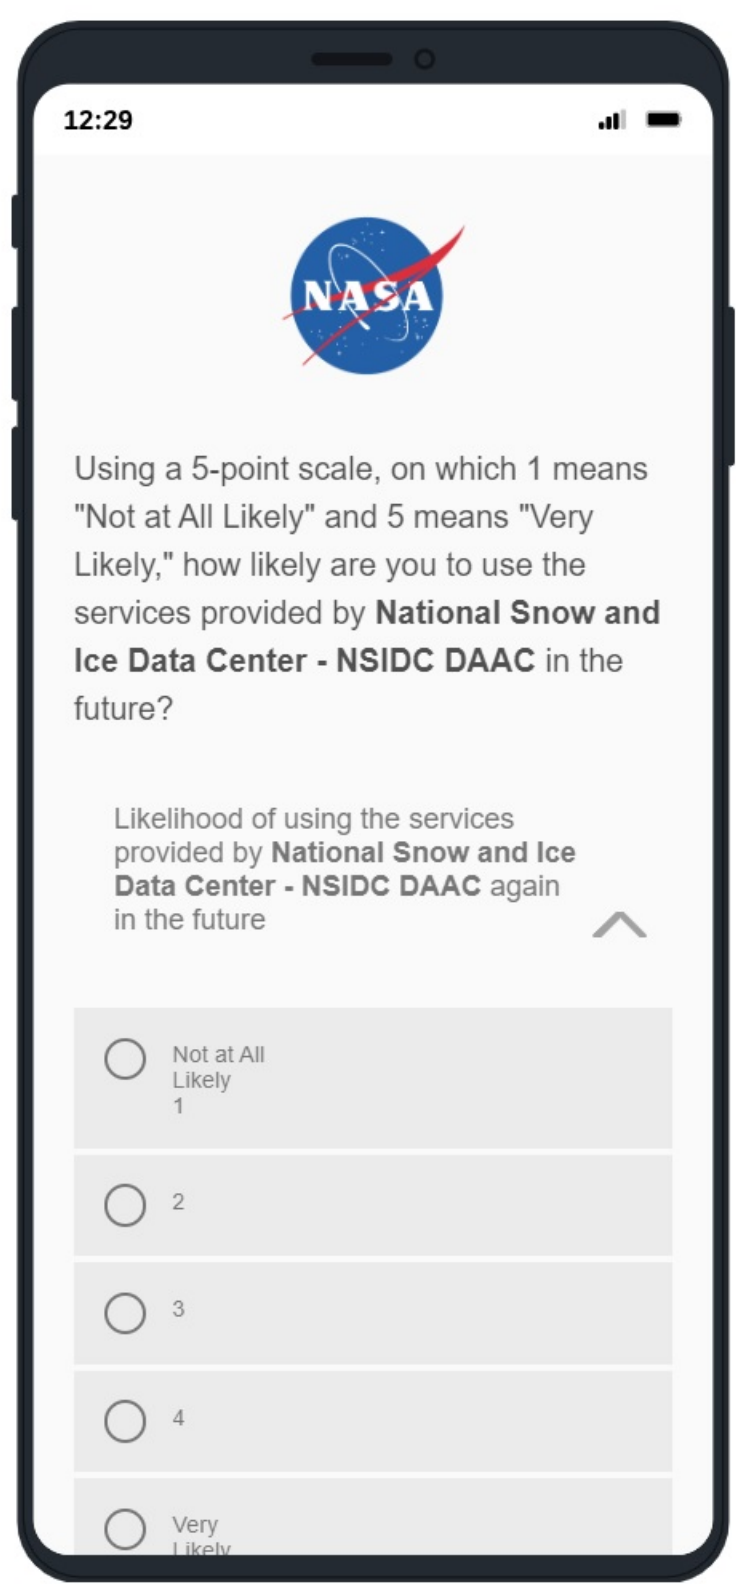 12:29
NASA
Using a 5-point scale, on which 1 means
"Not at All Likely" and 5 means "Very
Likely," how likely are you to use the
services provided by National Snow and
Ice Data Center - NSIDC DAAC in the
future?
Likelihood of using the services
provided by National Snow and Ice
Data Center - NSIDC DAAC again
in the future
Not at All
Likely
1
2
3
4
Very
Likely